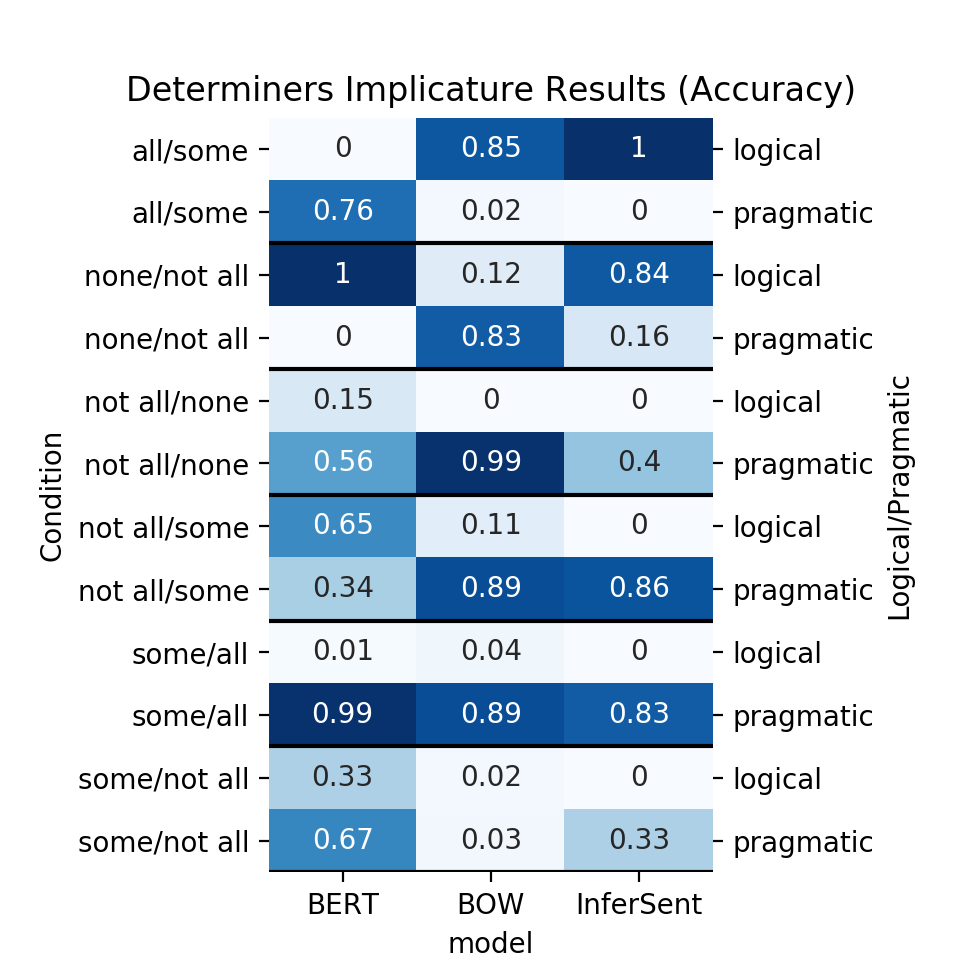 Determiners Implicature Results (Accuracy)
all/some 0 0.85 1 logical
all/some 0.76 0.02 0 pragmatic
none/not all 1 0.12 0.84 logical
none/not all 0 0.83 0.16 pragmatic
not all/none 0.15 0 0 logical
not all/none 0.56 0.99 0.4 pragmatic
not all/some 0.65 0.11 0 logical
not all/some 0.34 0.89 0.86 pragmatic
some/all 0.01 0.04 0 logical
some/all 0.99 0.89 0.83 pragmatic
some/not all 0.33 0.02 0 logical
some/not all 0.67 0.03 0.33 pragmatic
Condition
Logical/Pragmatic
BERT BOW InferSent
model